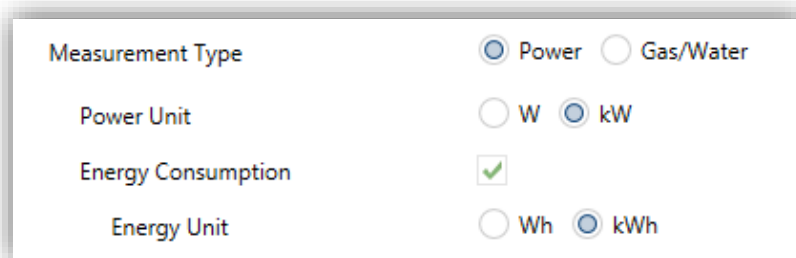 Measurement Type Power Gas/Water
Power Unit W kW
Energy Consumption
Energy Unit Wh kWh